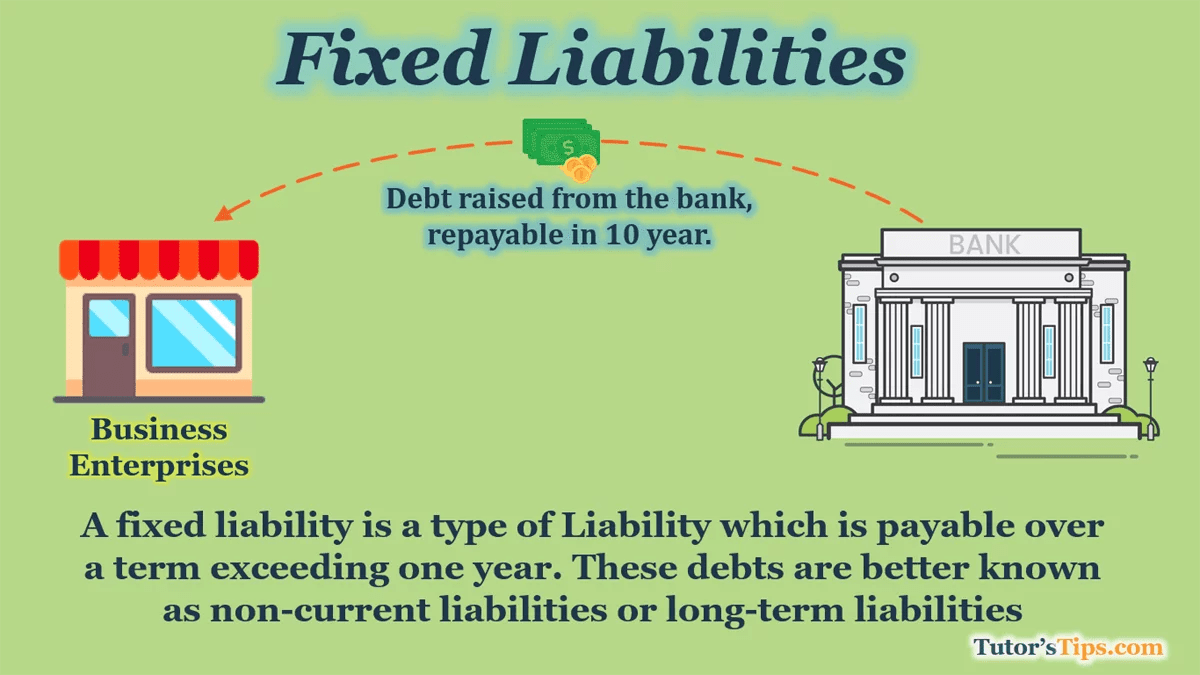 Fixed Liabilities
$
Debt raised from the bank,
repayable in 10 year.
BANK
Business
Enterprises
A fixed liability is a type of Liability which is payable over
a term exceeding one year. These debts are better known
as non-current liabilities or long-term liabilities
Tutor'sTips.com